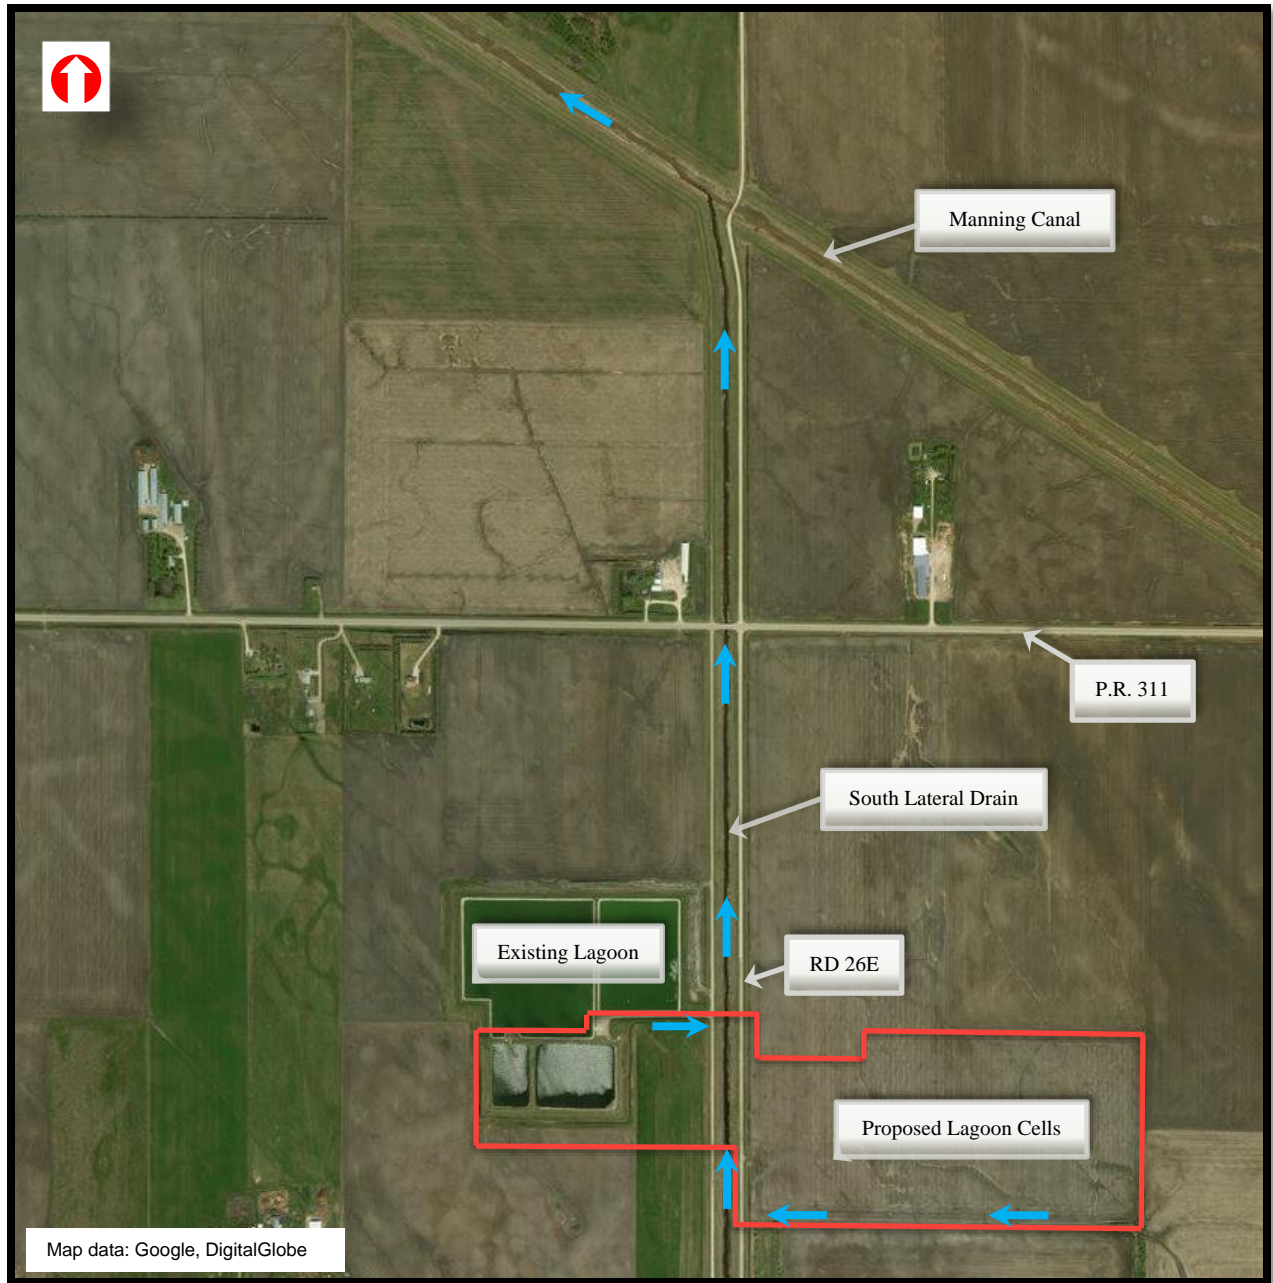 Manning Canal
P.R. 311
South Lateral Drain
Existing Lagoon
RD 26E
Proposed Lagoon Cells
Map data: Google, DigitalGlobe